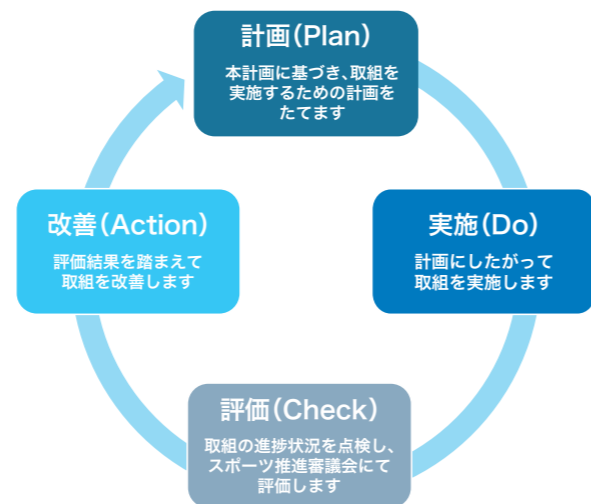 計画（Plan）
本計画に基づき、取組を
実施するための計画を
たてます
実施（Do）
計画にしたがって
取組を実施します
評価（Check）
取組の進捗状況を点検し、
スポーツ推進審議会にて
評価します
改善（Action）
評価結果を踏まえて
取組を改善します